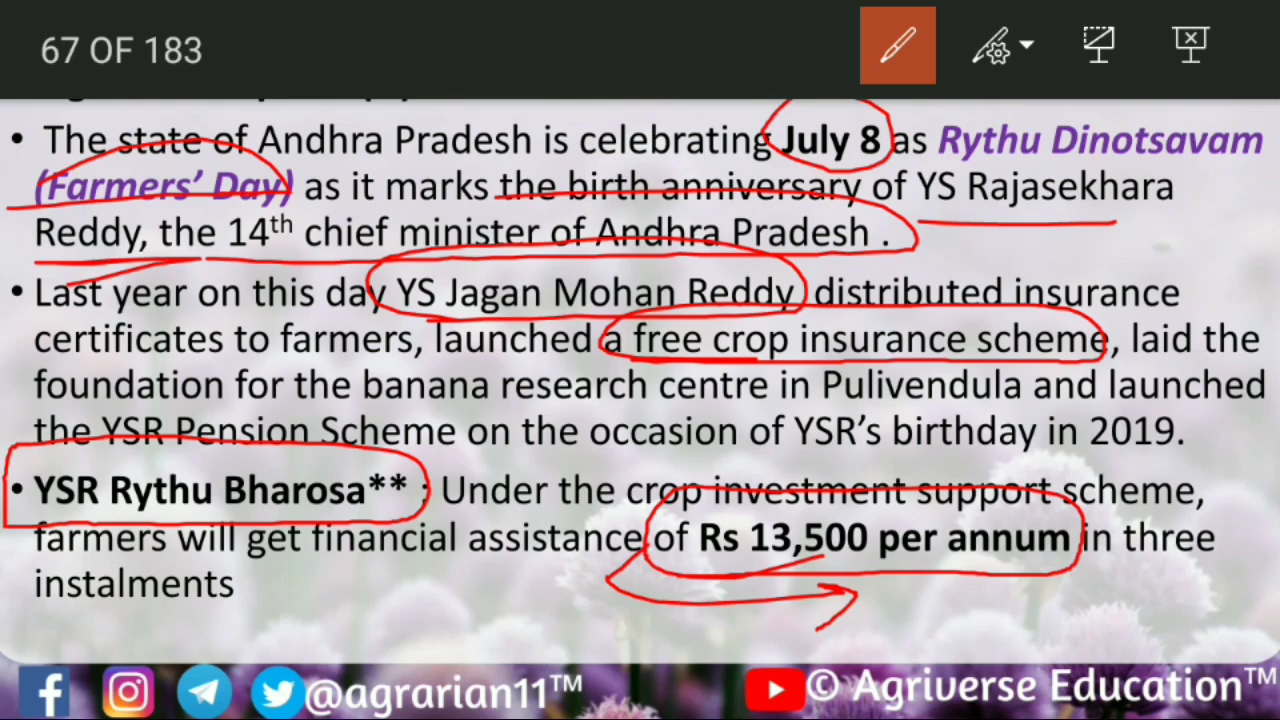 67 OF 183
• The state of Andhra Pradesh is celebrating July 8 as Rythu Dinotsavam
(Farmers' Day) as it marks the birth anniversary of YS Rajasekhara
Reddy, the 14th chief minister of Andhra Pradesh .
• Last year on this day YS Jagan Mohan Reddy, distributed insurance
certificates to farmers, launched a free crop insurance scheme, laid the
foundation for the banana research centre in Pulivendula and launched
the YSR Pension Scheme on the occasion of YSR's birthday in 2019.
• YSR Rythu Bharosa** : Under the crop investment support scheme,
farmers will get financial assistance of Rs 13,500 per annum in three
instalments
@agrarian11™ © Agriverse Education™